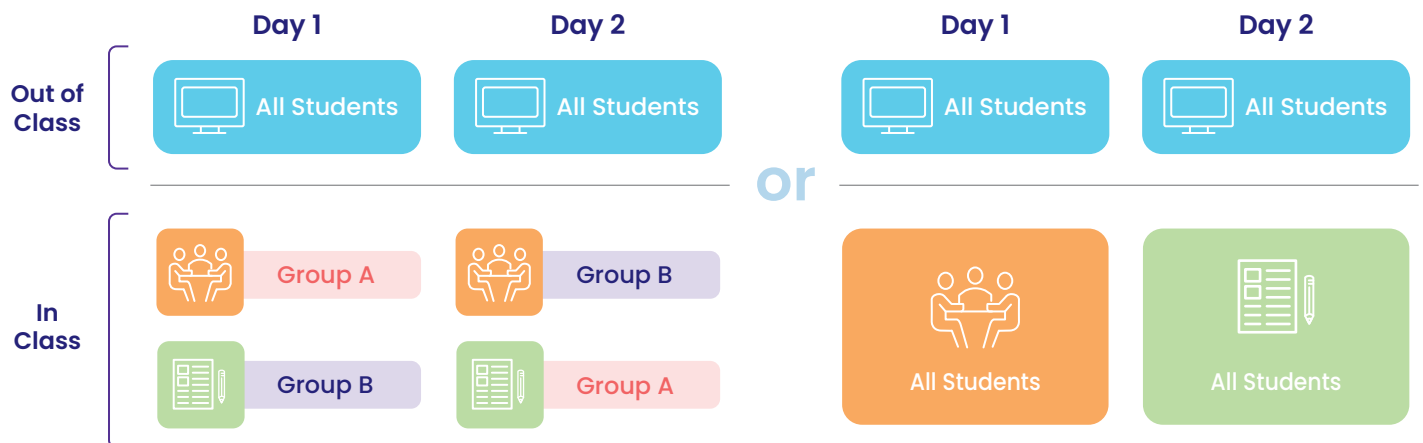 Day 1
Day 2
Day 1
Day 2
Out of
Class
All Students
All Students
All Students
All Students
or
In
Class
Group A
Group B
Group B
Group A
All Students
All Students